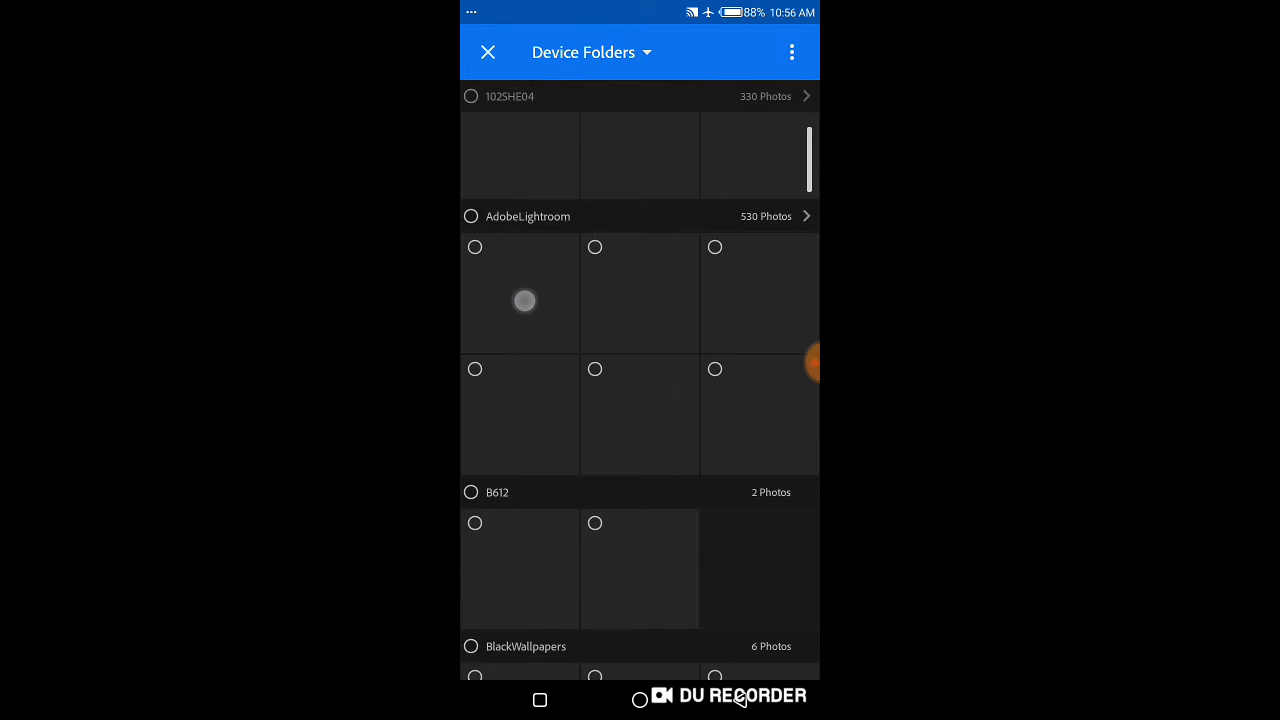 88% 10:56 AM
Device Folders
102SHE04 330 Photos
AdobeLightroom 530 Photos
B612 2 Photos
BlackWallpapers 6 Photos
DU RECORDER